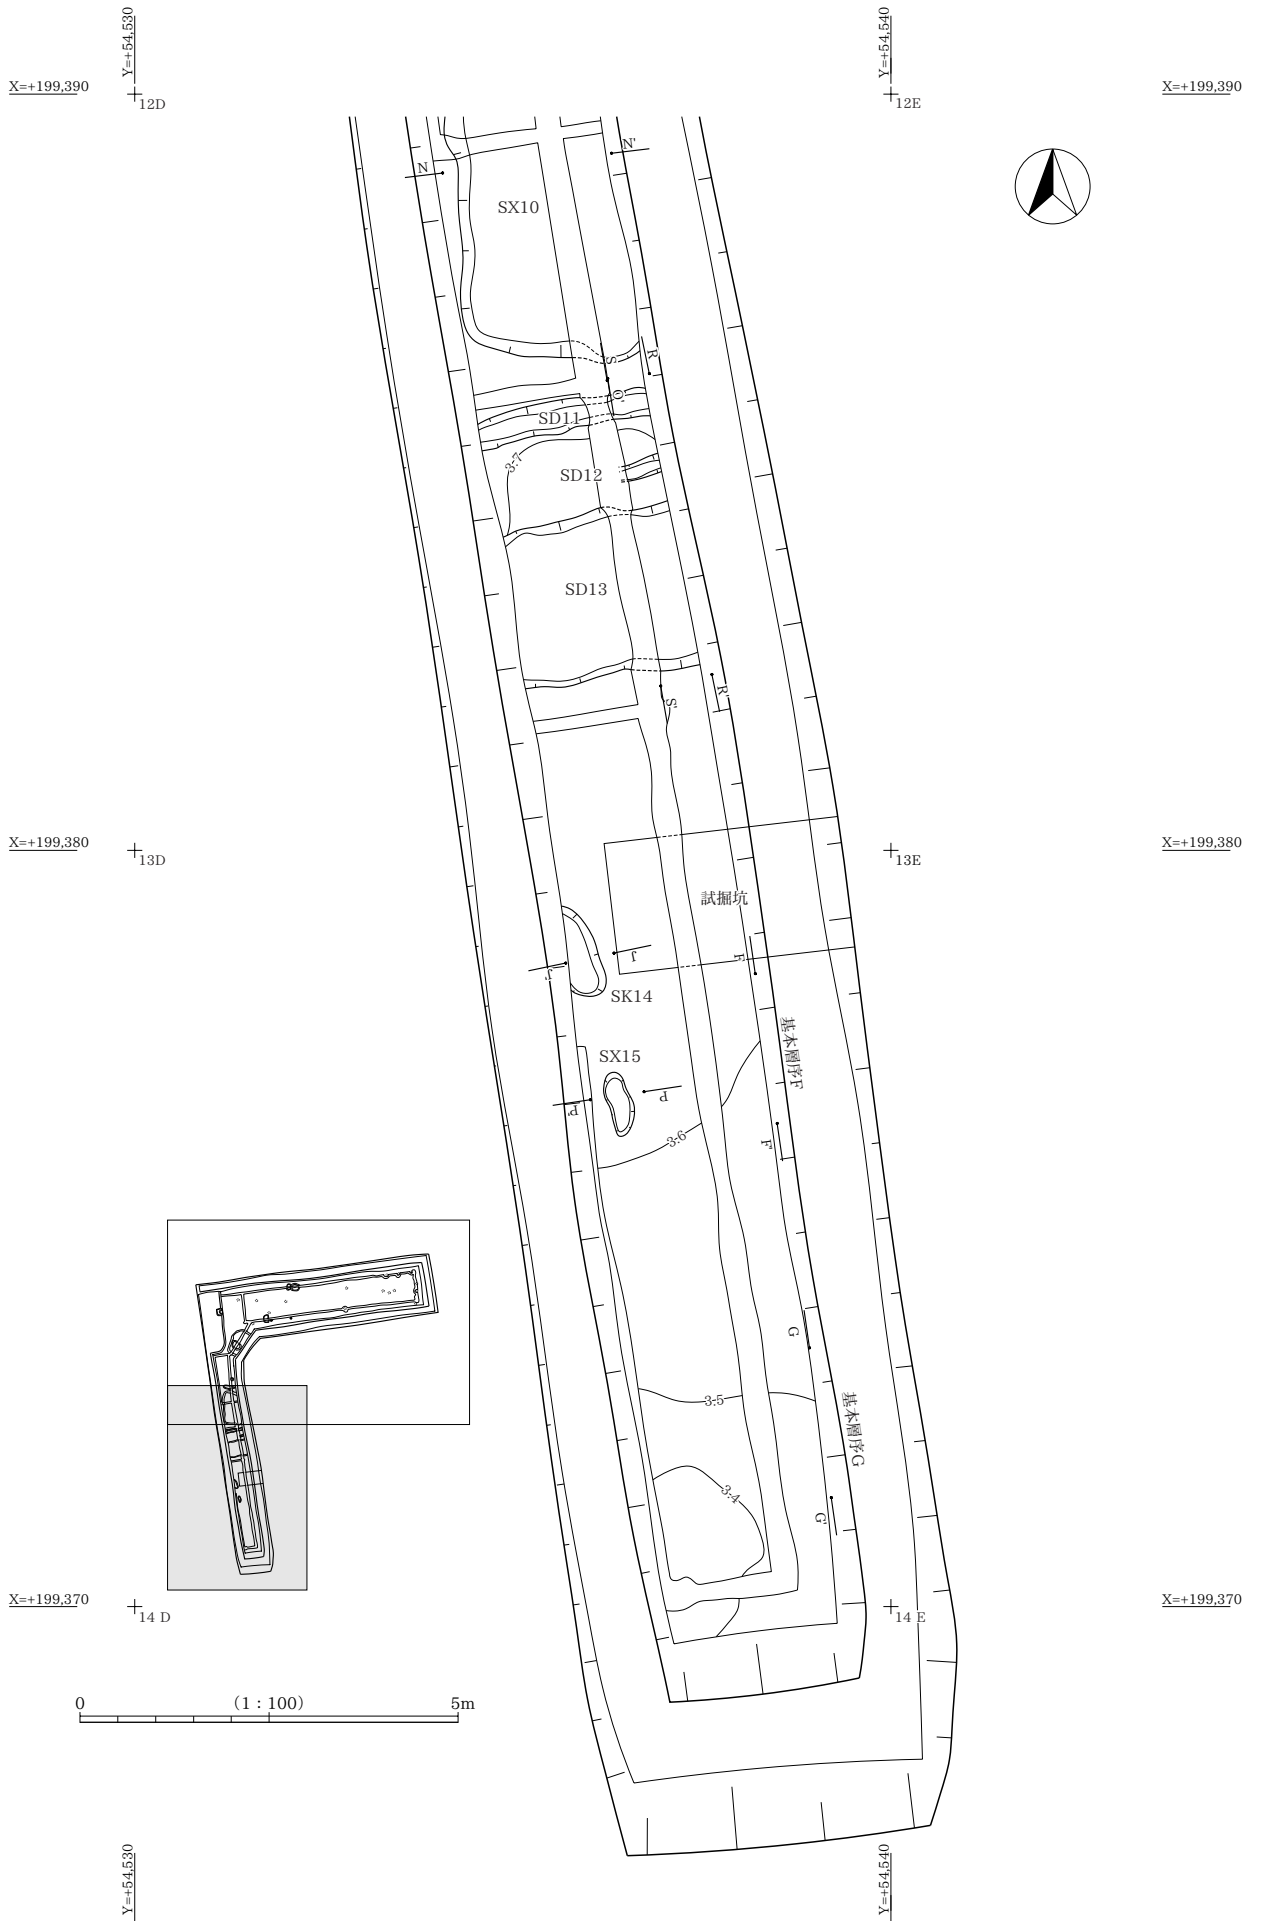 Y=+54,530
Y=+54,540
X=+199,390
X=+199,390
12D
12E
N
N'
SX10
S
R
O'
SD11
3-7
SD12
SD13
R'
S'
X=+199,380
X=+199,380
13D
13E
試掘坑
J'
J
F
SK14
基本層序F
SX15
P'
P
3-6
F'
G
3-5
基本層序G
3-4
G'
X=+199,370
X=+199,370
14 D
14 E
0
（1：100）
5m
Y=+54,530
Y=+54,540